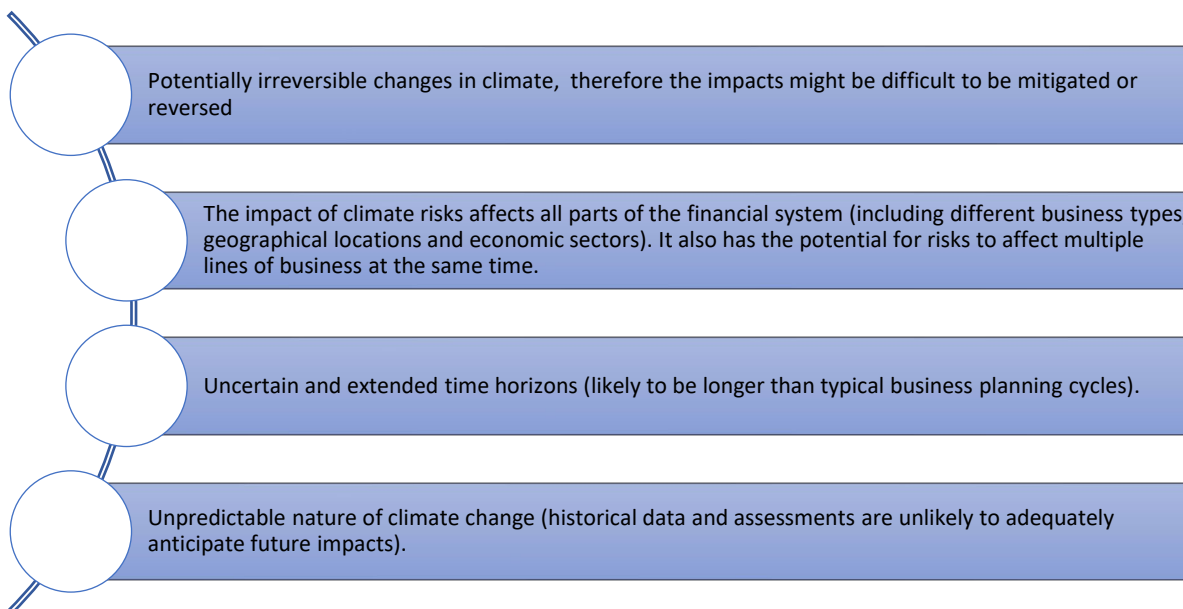 Potentially irreversible changes in climate,  therefore the impacts might be difficult to be mitigated or
reversed
The impact of climate risks affects all parts of the financial system (including different business types,
geographical locations and economic sectors). It also has the potential for risks to affect multiple
lines of business at the same time.
Uncertain and extended time horizons (likely to be longer than typical business planning cycles).
Unpredictable nature of climate change (historical data and assessments are unlikely to adequately
anticipate future impacts).